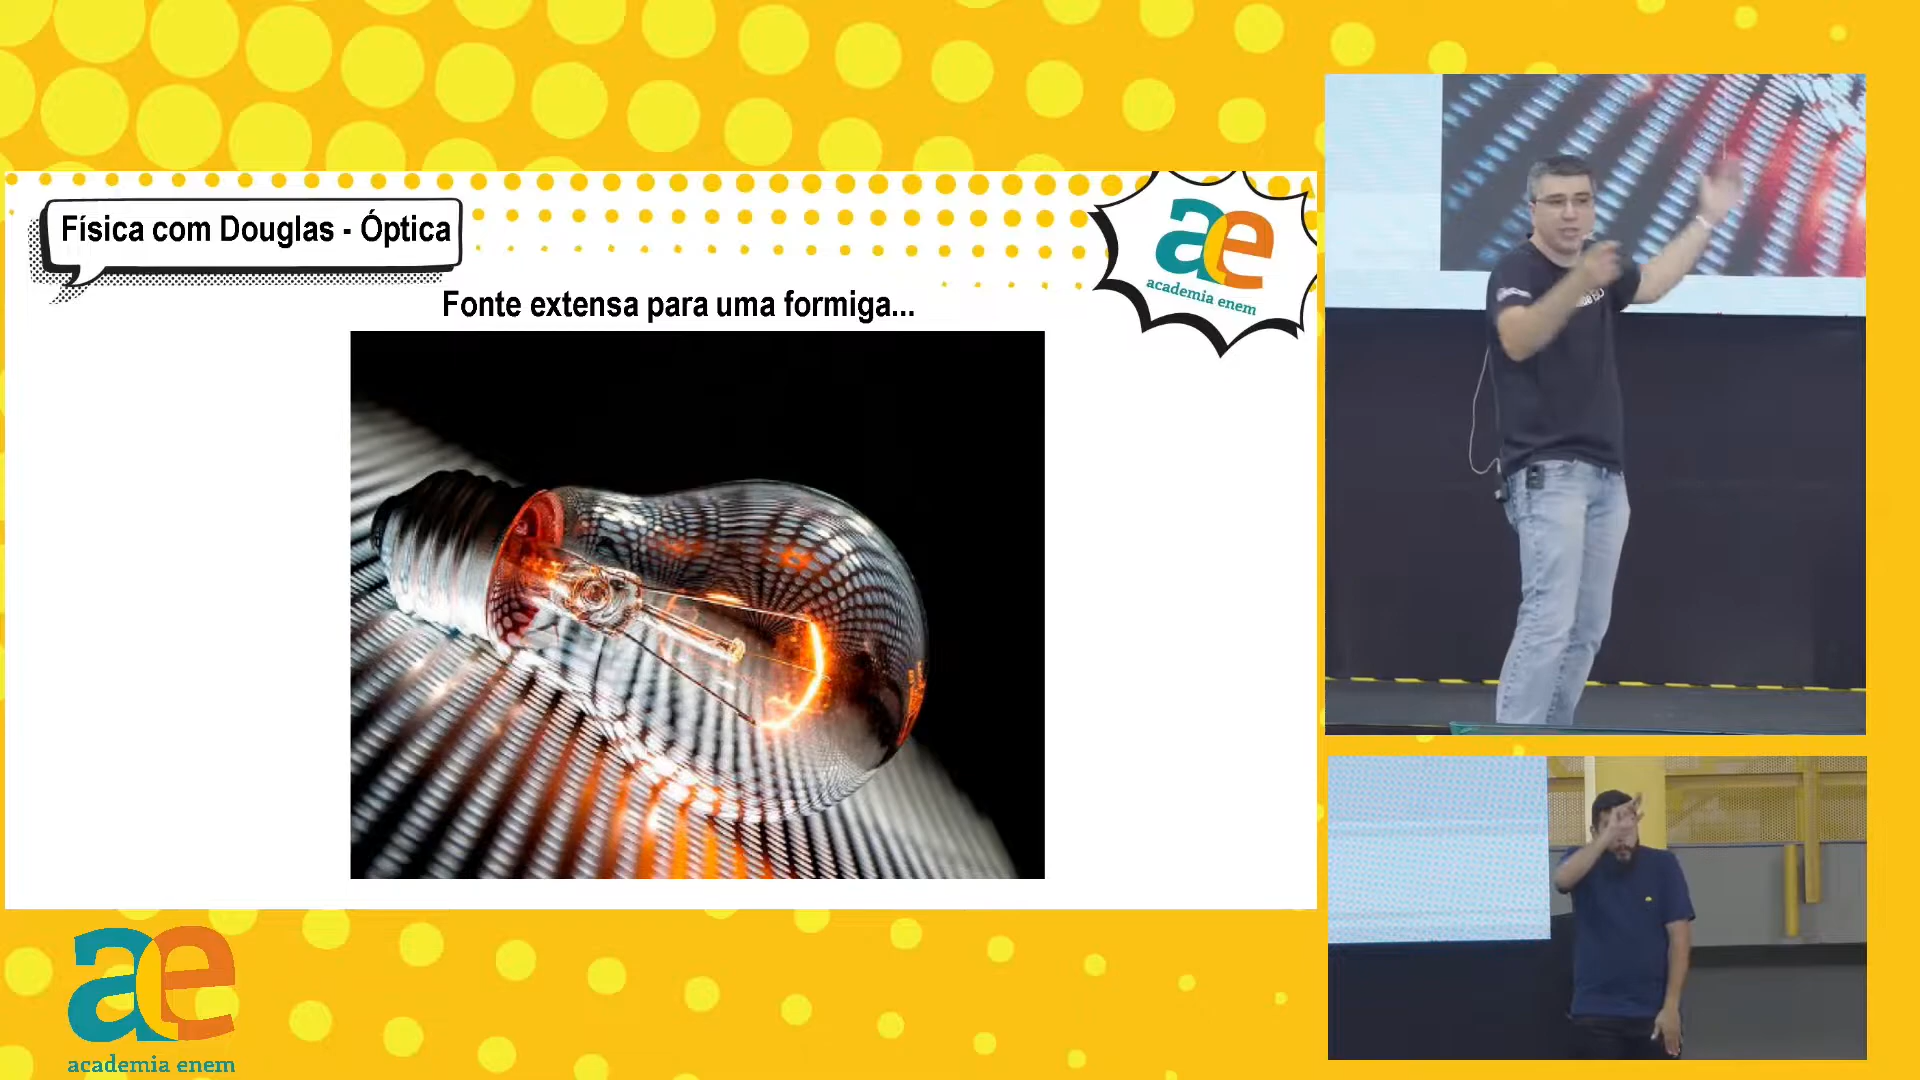 Física com Douglas - Óptica
ae
academia enem
Fonte extensa para uma formiga...
ae
academia enem